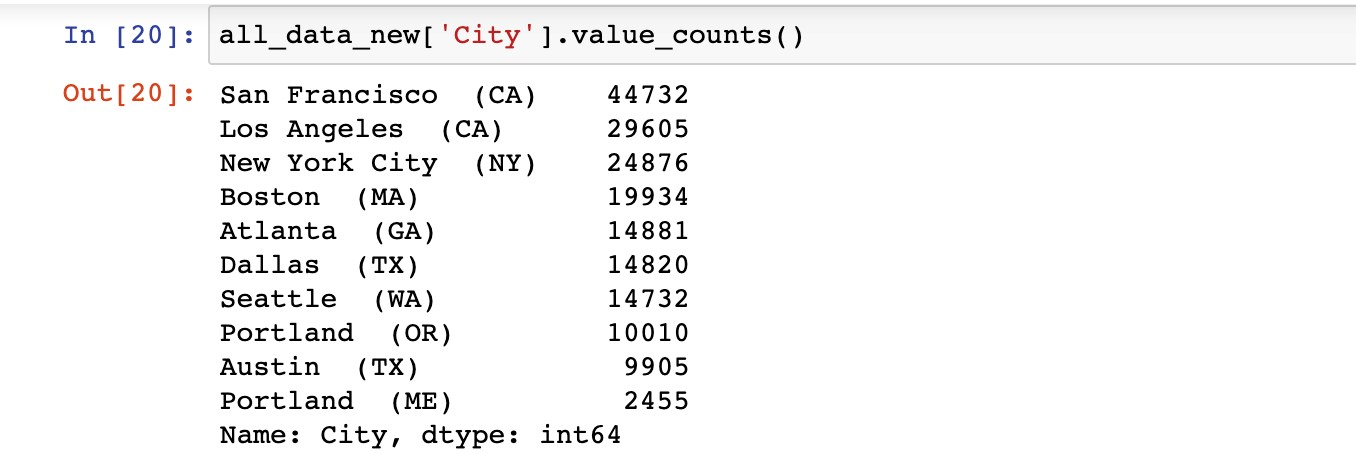 In [20]: all_data_new['City'].value_counts()
Out[20]: San Francisco  (CA)    44732
Los Angeles  (CA)      29605
New York City  (NY)    24876
Boston  (MA)           19934
Atlanta  (GA)          14881
Dallas  (TX)           14820
Seattle  (WA)          14732
Portland  (OR)         10010
Austin  (TX)            9905
Portland  (ME)          2455
Name: City, dtype: int64